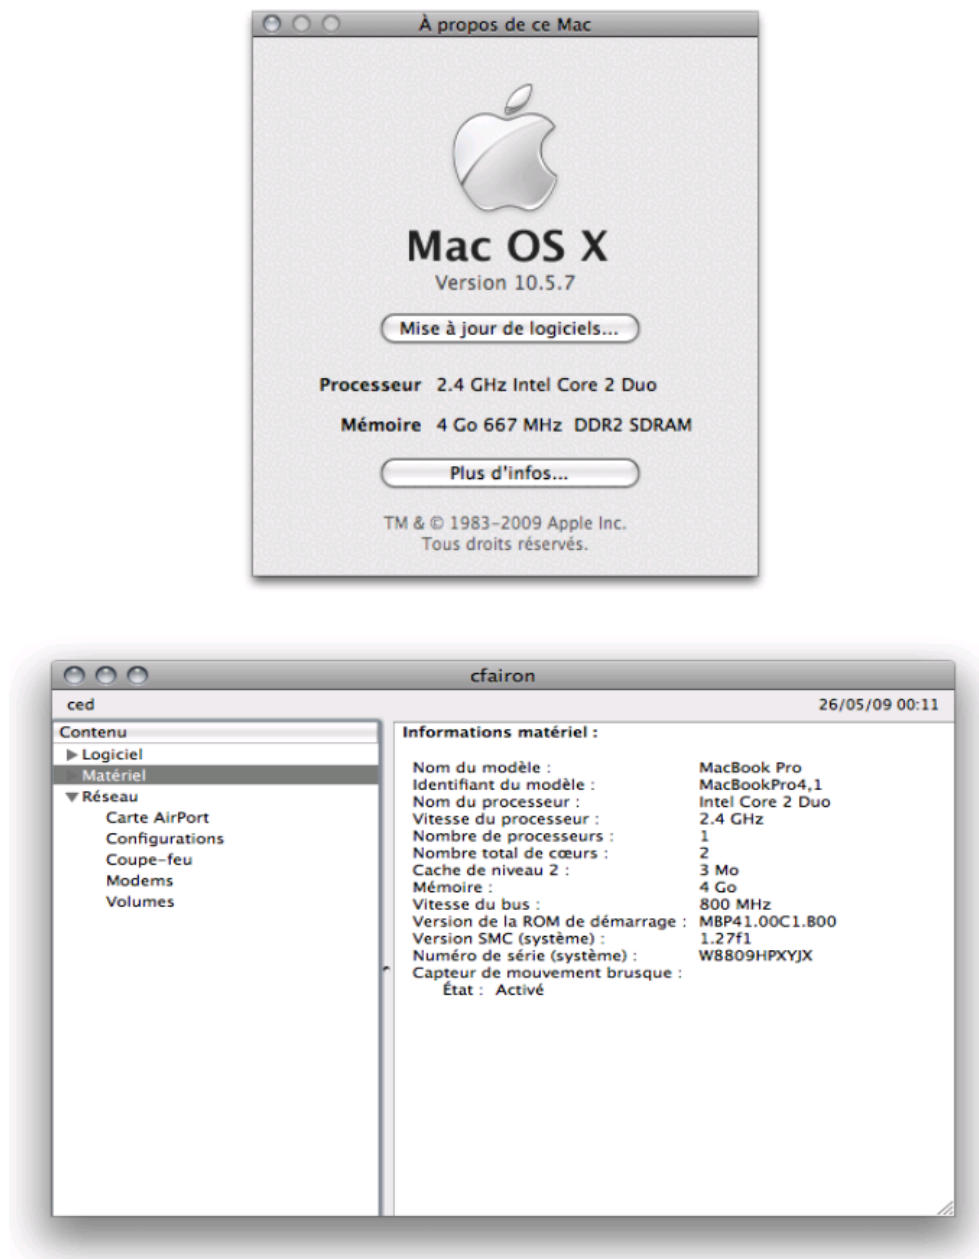 À propos de ce Mac
Mac OS X
Version 10.5.7
Mise à jour de logiciels...
Processeur 2.4 GHz Intel Core 2 Duo
Mémoire 4 Go 667 MHz DDR2 SDRAM
Plus d'infos...
TM & © 1983–2009 Apple Inc.
Tous droits réservés.
cfairon
ced 26/05/09 00:11
Contenu
Logiciel
Matériel
Réseau
Carte AirPort
Configurations
Coupe-feu
Modems
Volumes
Informations matériel :
Nom du modèle : MacBook Pro
Identifiant du modèle : MacBookPro4,1
Nom du processeur : Intel Core 2 Duo
Vitesse du processeur : 2.4 GHz
Nombre de processeurs : 1
Nombre total de cœurs : 2
Cache de niveau 2 : 3 Mo
Mémoire : 4 Go
Vitesse du bus : 800 MHz
Version de la ROM de démarrage : MBP41.00C1.B00
Version SMC (système) : 1.27f1
Numéro de série (système) : W8809HPXYJX
Capteur de mouvement brusque :
État : Activé